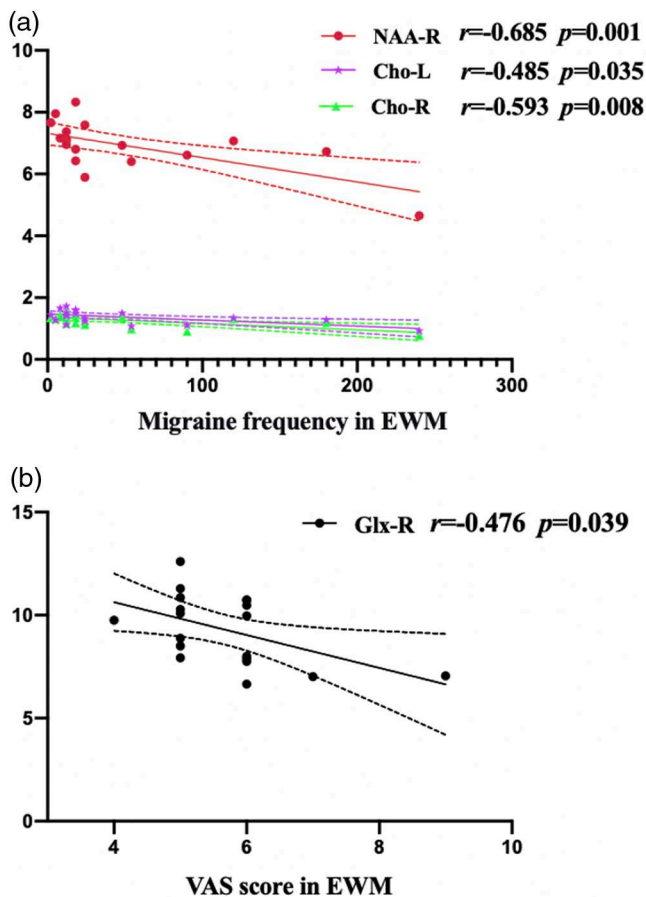 (a)
NAA-R r=-0.685 p=0.001
Cho-L r=-0.485 p=0.035
Cho-R r=-0.593 p=0.008
10
8
6
4
2
0
0 100 200 300
Migraine frequency in EWM
(b)
Glx-R r=-0.476 p=0.039
15
10
5
0
4 6 8 10
VAS score in EWM